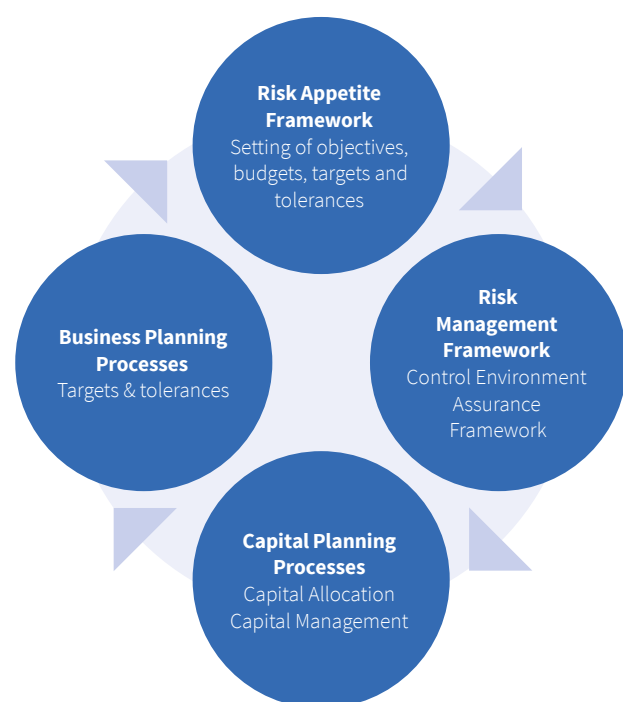 Risk Appetite
Framework
Setting of objectives,
budgets, targets and
tolerances
Risk
Management
Framework
Control Environment
Assurance
Framework
Business Planning
Processes
Targets & tolerances
Capital Planning
Processes
Capital Allocation
Capital Management